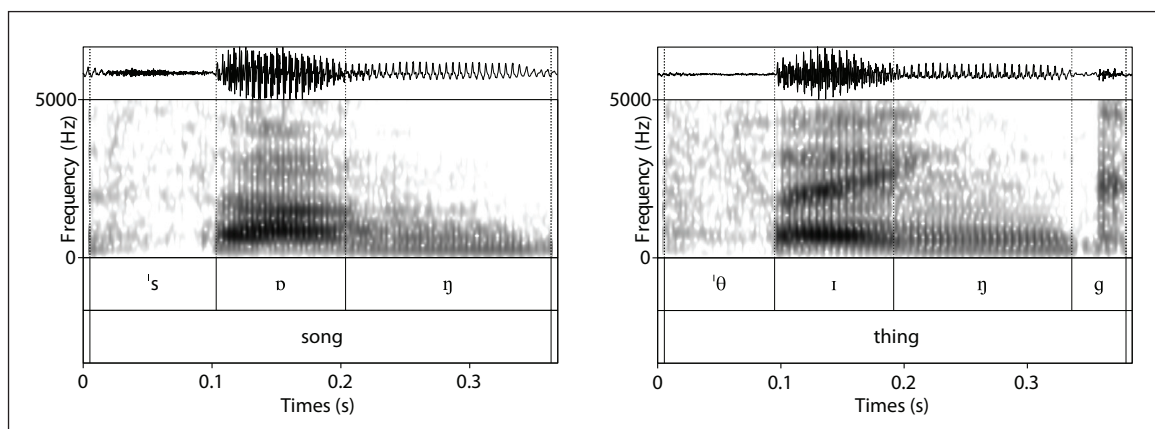 5000
Frequency (Hz)
0
ˈs ɒ ŋ
song
0 0.1 0.2 0.3
Times (s)
5000
Frequency (Hz)
0
ˈθ ɪ ŋ ɡ
thing
0 0.1 0.2 0.3
Times (s)